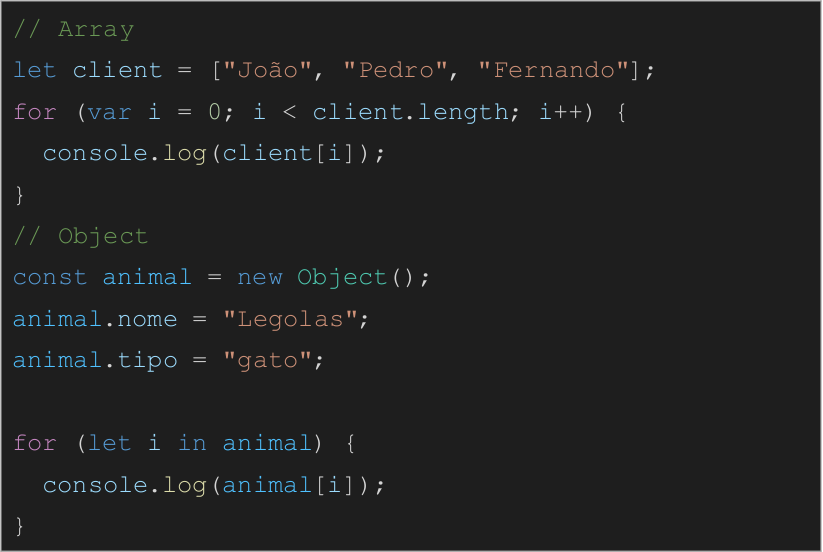 // Array
let client = ["João", "Pedro", "Fernando"];
for (var i = 0; i < client.length; i++) {
  console.log(client[i]);
}
// Object
const animal = new Object();
animal.nome = "Legolas";
animal.tipo = "gato";

for (let i in animal) {
  console.log(animal[i]);
}